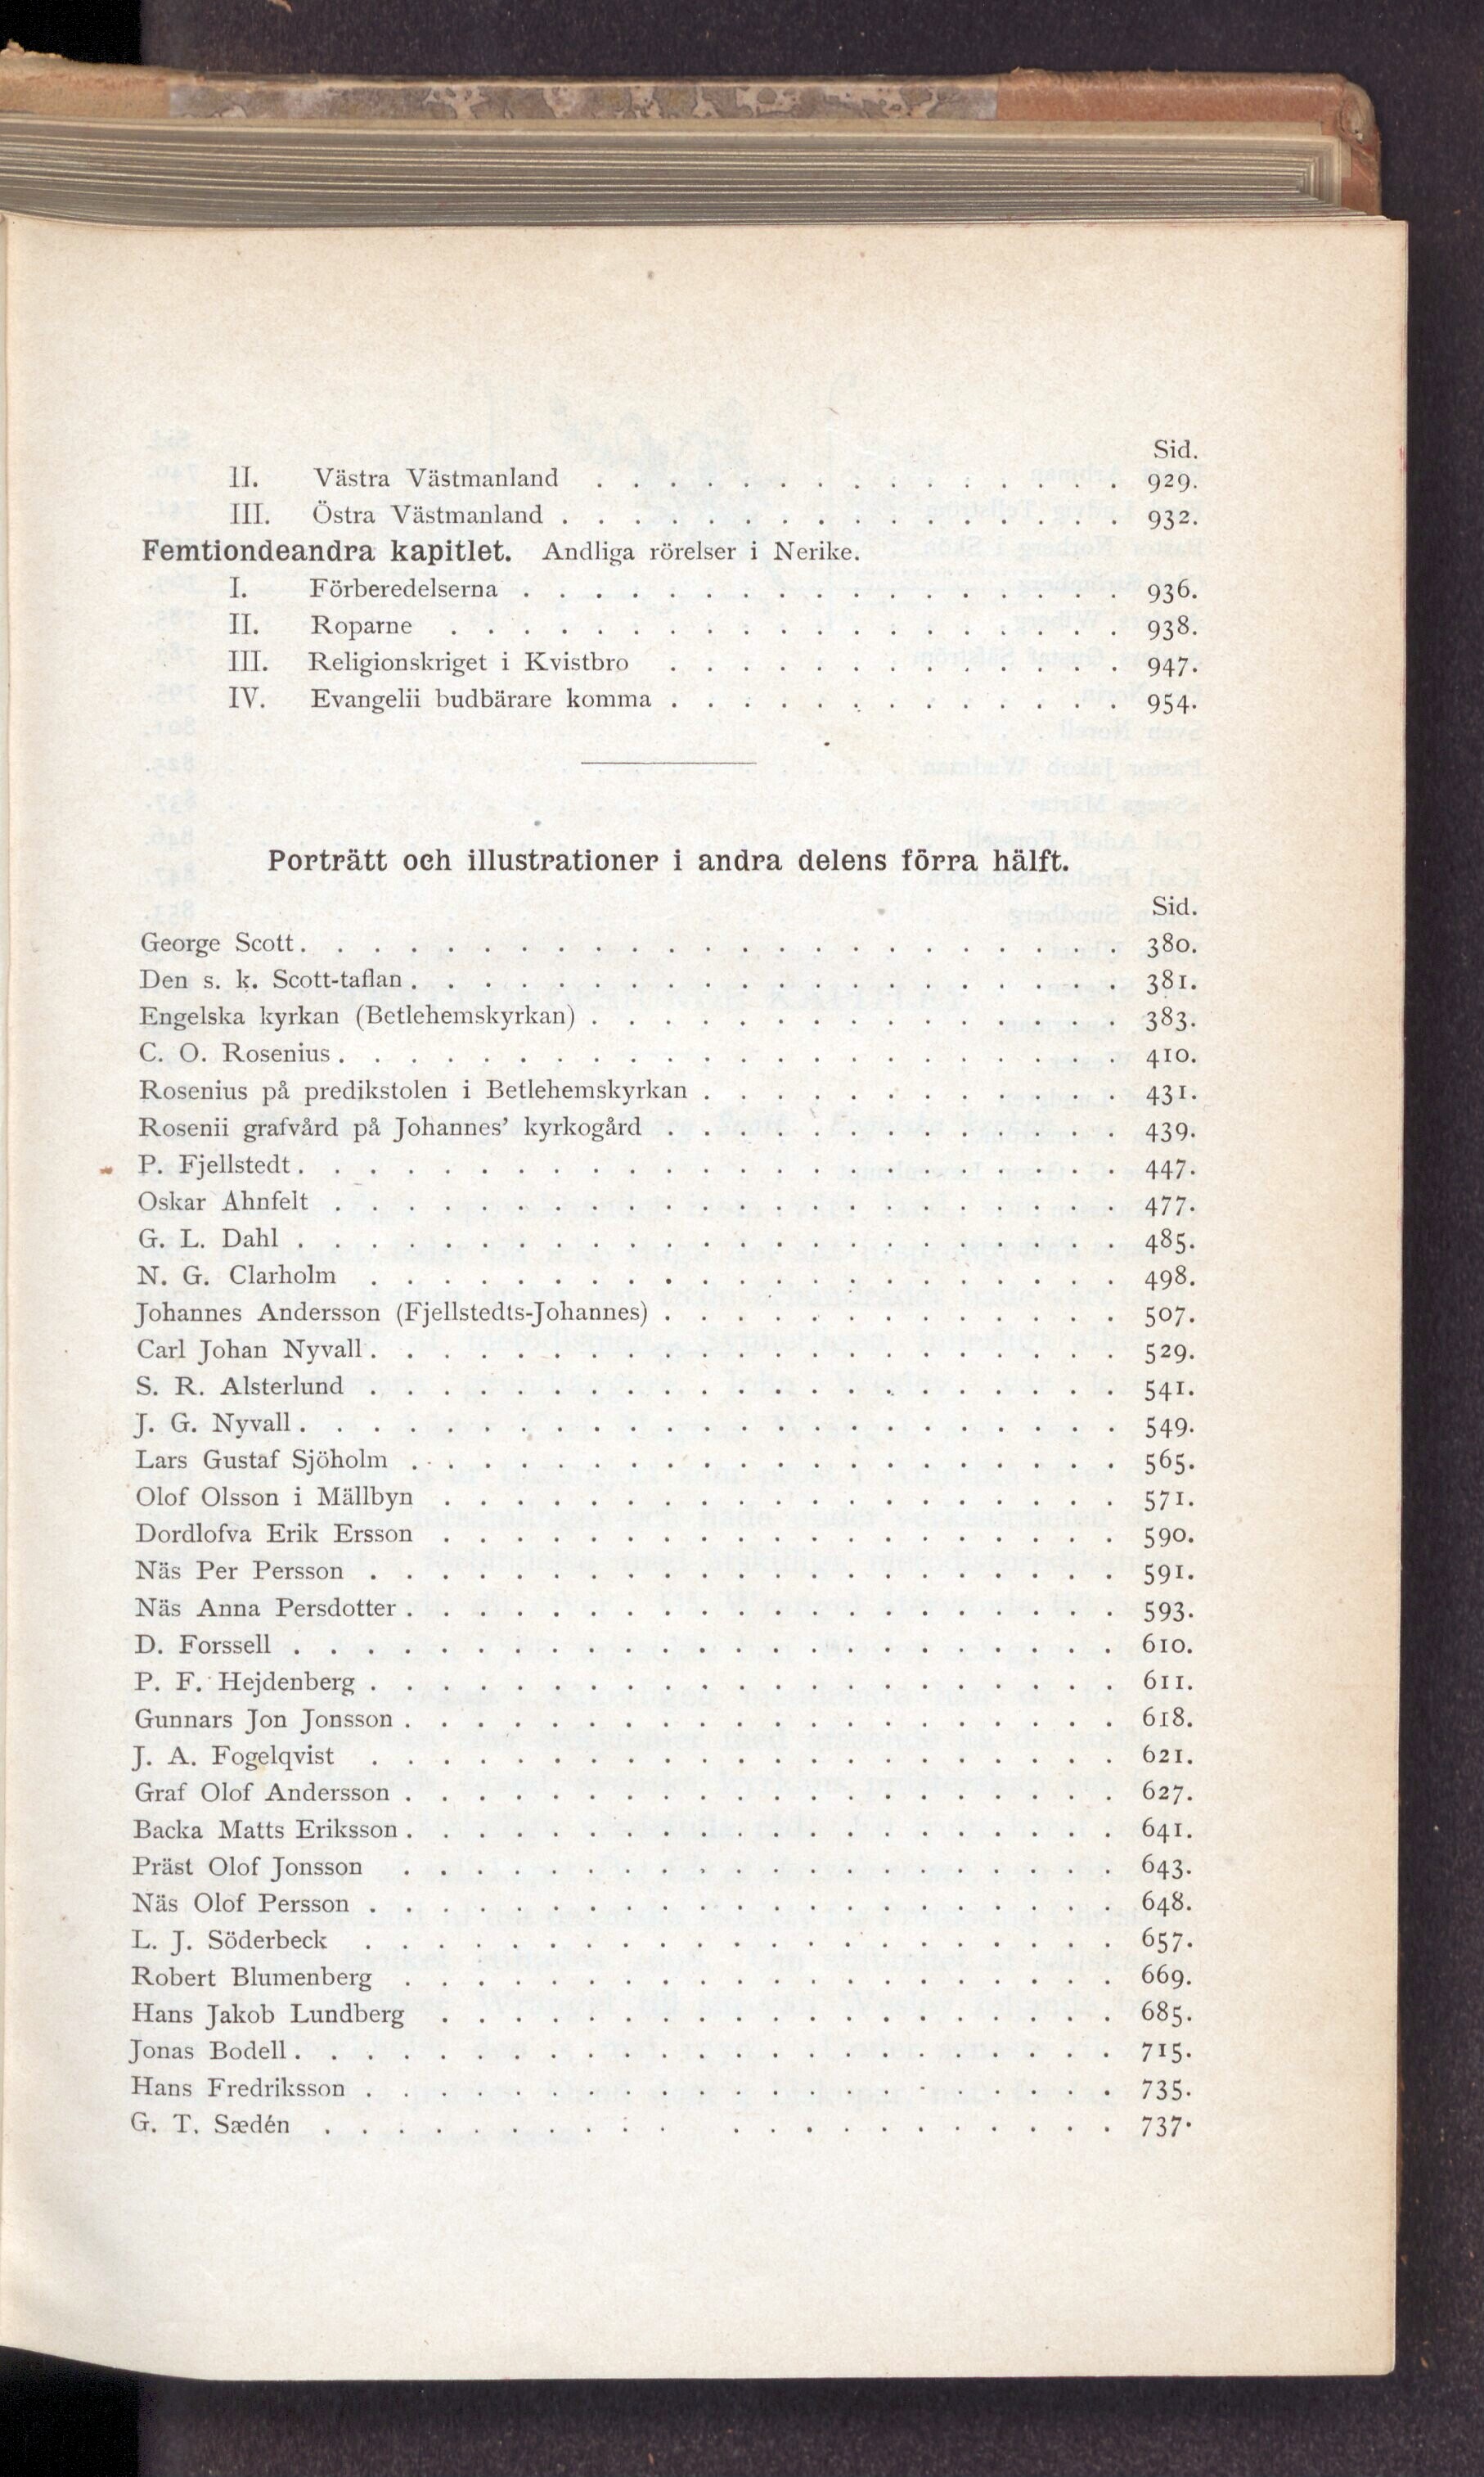 Sid.
II. Västra Västmanland . . . . . . . . . . . . . . . 929.
III. Östra Västmanland . . . . . . . . . . . . . . . . 932.
Femtiondeandra kapitlet. Andliga rörelser i Nerike.
I. Förberedelserna . . . . . . . . . . . . . . . . . 936.
II. Roparne . . . . . . . . . . . . . . . . . . . 938.
III. Religionskriget i Kvistbro . . . . . . . . . . . . . 947.
IV. Evangelii budbärare komma . . . . . . . . . . . . . 954.
Porträtt och illustrationer i andra delens förra hälft.
Sid.
George Scott . . . . . . . . . . . . . . . . . . . . . . . 380.
Den s. k. Scott-taflan . . . . . . . . . . . . . . . . . . . . 381.
Engelska kyrkan (Betlehemskyrkan) . . . . . . . . . . . . . . . 383.
C. O. Rosenius . . . . . . . . . . . . . . . . . . . . . . 410.
Rosenius på predikstolen i Betlehemskyrkan . . . . . . . . . . . . 431.
Rosenii grafvård på Johannes’ kyrkogård . . . . . . . . . . . . . 439.
P. Fjellstedt . . . . . . . . . . . . . . . . . . . . . . . 447.
Oskar Ahnfelt . . . . . . . . . . . . . . . . . . . . . . 477.
G. L. Dahl . . . . . . . . . . . . . . . . . . . . . . . 485.
N. G. Clarholm . . . . . . . . . . . . . . . . . . . . . 498.
Johannes Andersson (Fjellstedts-Johannes) . . . . . . . . . . . . . 507.
Carl Johan Nyvall . . . . . . . . . . . . . . . . . . . . . 529.
S. R. Alsterlund . . . . . . . . . . . . . . . . . . . . . 541.
J. G. Nyvall . . . . . . . . . . . . . . . . . . . . . . . 549.
Lars Gustaf Sjöholm . . . . . . . . . . . . . . . . . . . . 565.
Olof Olsson i Mällbyn . . . . . . . . . . . . . . . . . . . 571.
Dordlofva Erik Ersson . . . . . . . . . . . . . . . . . . . 590.
Näs Per Persson . . . . . . . . . . . . . . . . . . . . . 591.
Näs Anna Persdotter . . . . . . . . . . . . . . . . . . . . 593.
D. Forssell . . . . . . . . . . . . . . . . . . . . . . . 610.
P. F. Hejdenberg . . . . . . . . . . . . . . . . . . . . . 611.
Gunnars Jon Jonsson . . . . . . . . . . . . . . . . . . . . 618.
J. A. Fogelqvist . . . . . . . . . . . . . . . . . . . . . 621.
Graf Olof Andersson . . . . . . . . . . . . . . . . . . . . 627.
Backa Matts Eriksson . . . . . . . . . . . . . . . . . . . . 641.
Präst Olof Jonsson . . . . . . . . . . . . . . . . . . . . 643.
Näs Olof Persson . . . . . . . . . . . . . . . . . . . . . 648.
L. J. Söderbeck . . . . . . . . . . . . . . . . . . . . . 657.
Robert Blumenberg . . . . . . . . . . . . . . . . . . . . 669.
Hans Jakob Lundberg . . . . . . . . . . . . . . . . . . . 685.
Jonas Bodell . . . . . . . . . . . . . . . . . . . . . . . 715.
Hans Fredriksson . . . . . . . . . . . . . . . . . . . . . 735.
G. T. Sædén . . . . . . . . . . . . . . . . . . . . . 737.